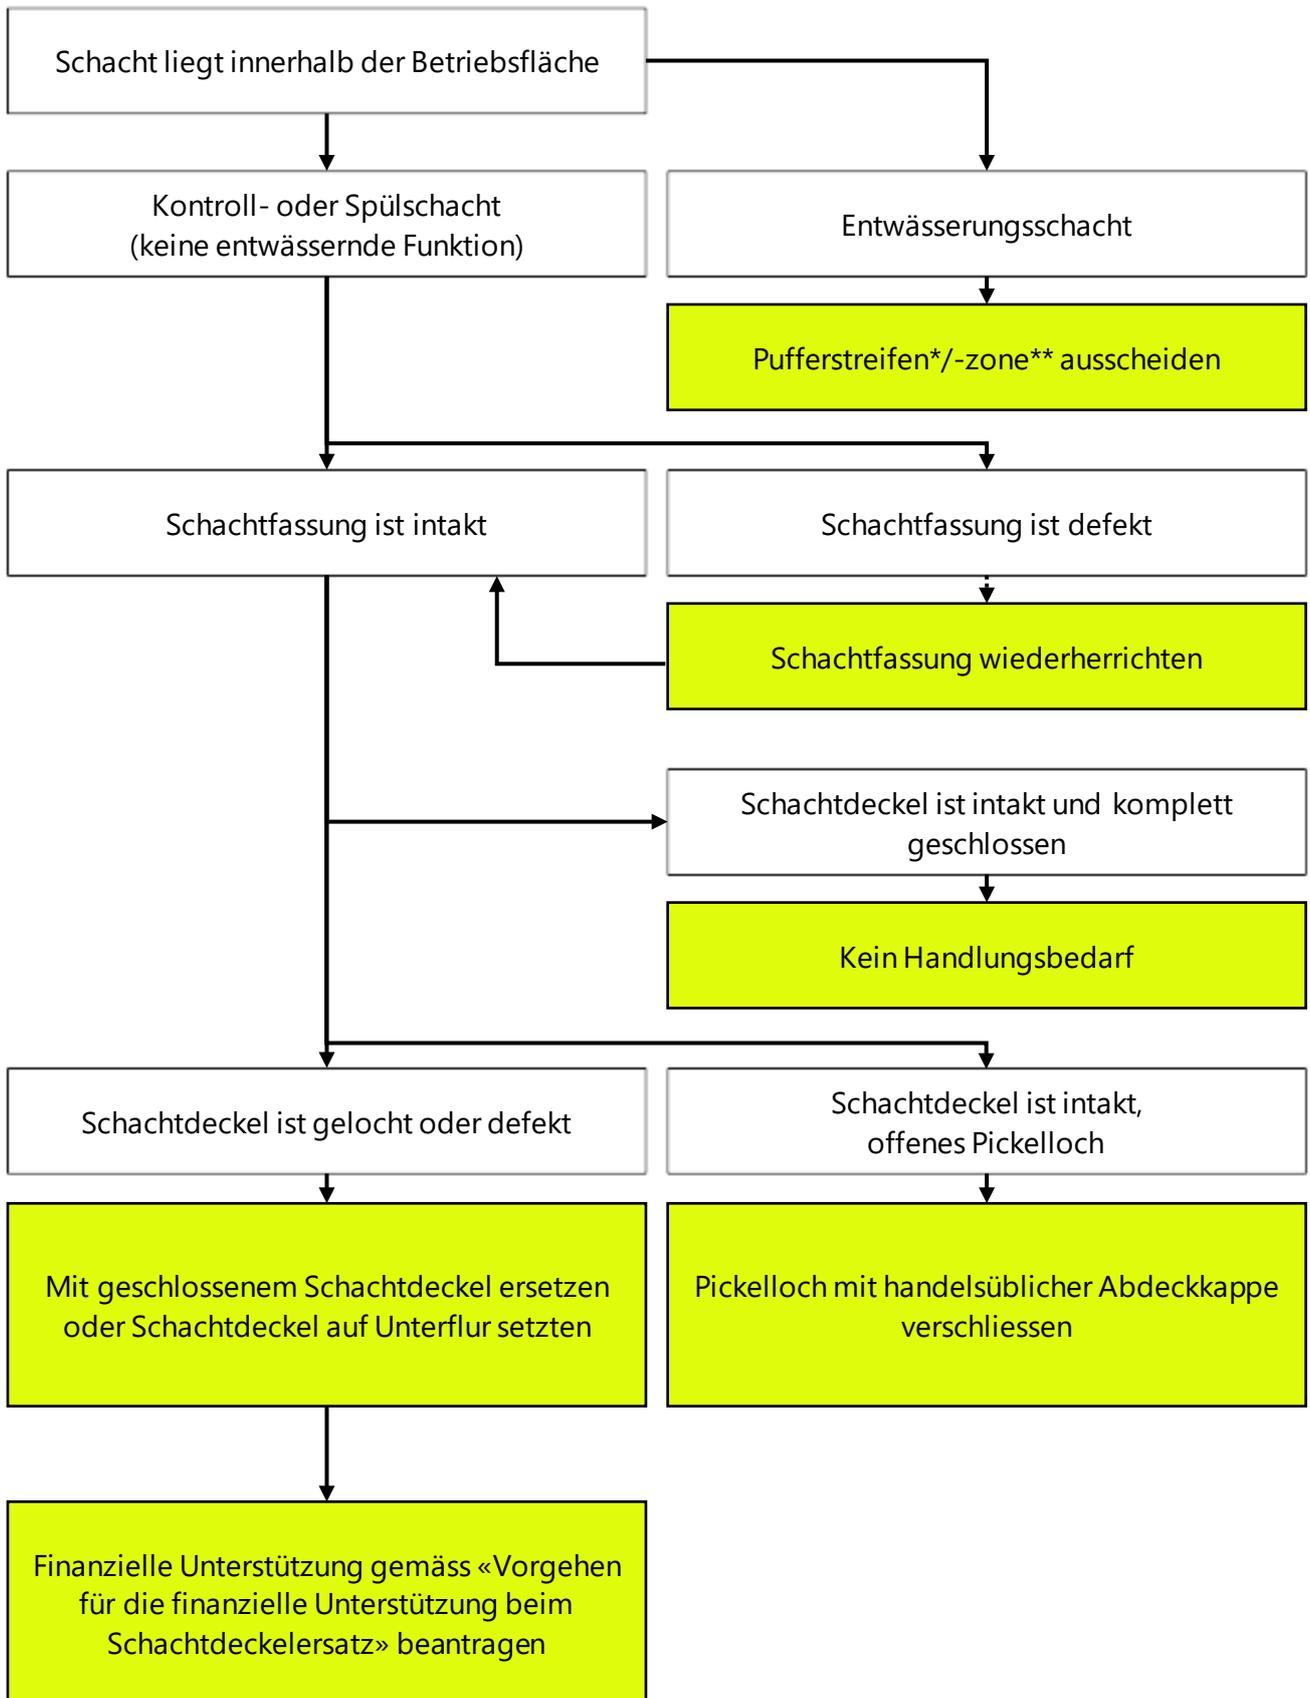 Schacht liegt innerhalb der Betriebsfläche
Kontroll- oder Spülschacht
(keine entwässernde Funktion)
Entwässerungsschacht
Pufferstreifen*/-zone** ausscheiden
Schachtfassung ist intakt
Schachtfassung ist defekt
Schachtfassung wiederherrichten
Schachtdeckel ist intakt und komplett
geschlossen
Kein Handlungsbedarf
Schachtdeckel ist gelocht oder defekt
Schachtdeckel ist intakt,
offenes Pickelloch
Mit geschlossenem Schachtdeckel ersetzen
oder Schachtdeckel auf Unterflur setzten
Pickelloch mit handelsüblicher Abdeckkappe
verschliessen
Finanzielle Unterstützung gemäss «Vorgehen
für die finanzielle Unterstützung beim
Schachtdeckelersatz» beantragen